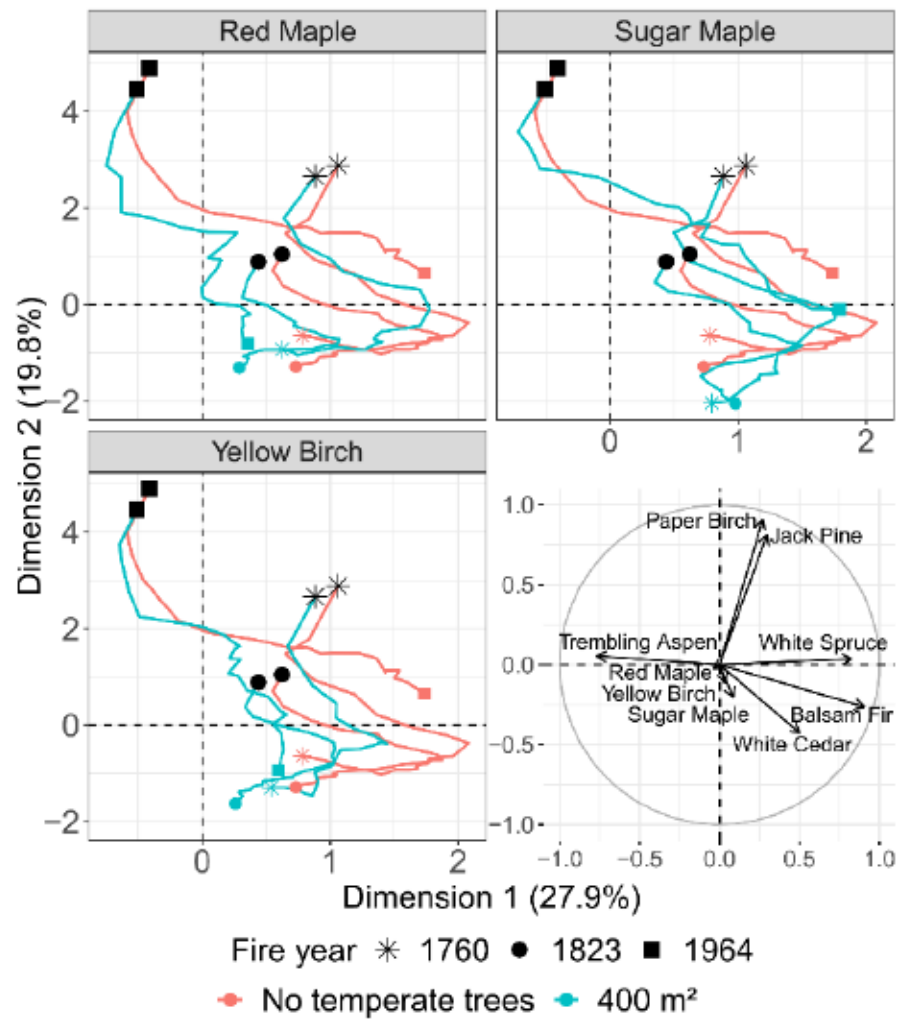 Red Maple
Sugar Maple
4
2
0
−2
0
1
2
Yellow Birch
4
2
0
−2
0
1
2
Dimension 2 (19.8%)
1.0
0.5
0.0
−0.5
−1.0
Paper Birch
Jack Pine
Trembling Aspen
White Spruce
Red Maple
Yellow Birch
Sugar Maple
Balsam Fir
White Cedar
−1.0
−0.5
0.0
0.5
1.0
Dimension 1 (27.9%)
Fire year 1760 1823 1964
No temperate trees 400 m²